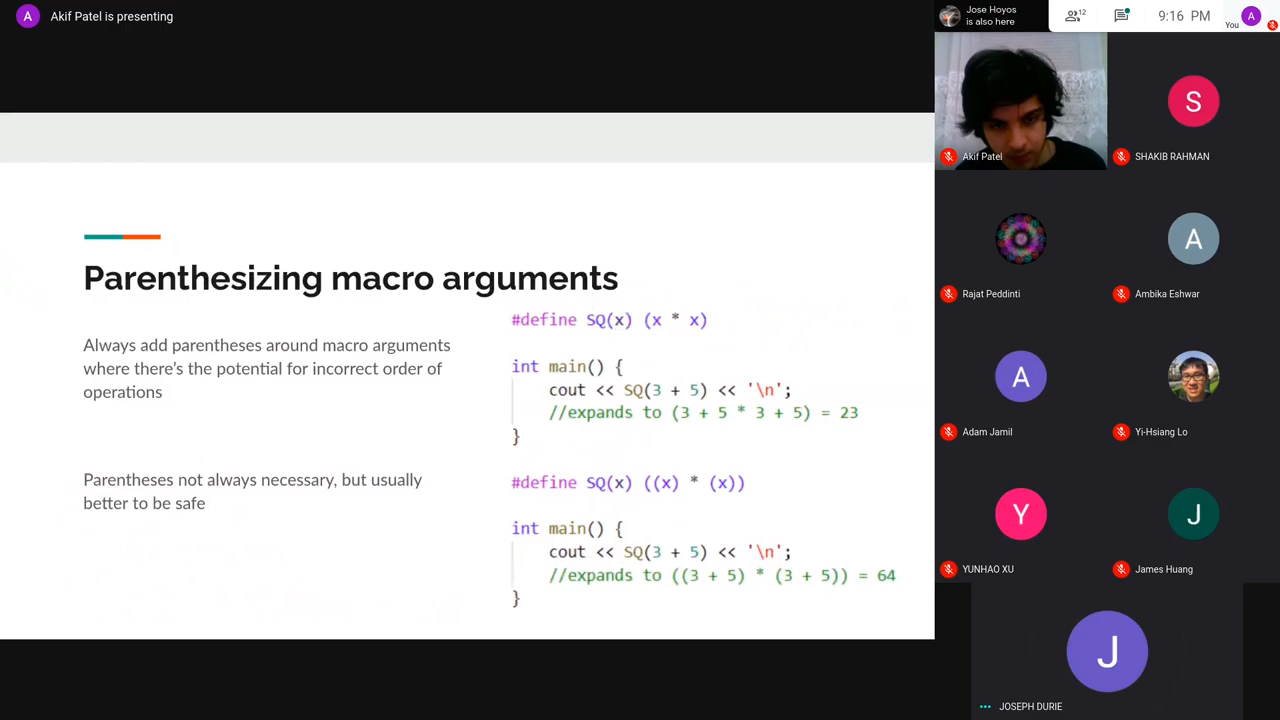 A Akif Patel is presenting
Jose Hoyos
is also here
12
9:16 PM
You
A
Parenthesizing macro arguments
Always add parentheses around macro arguments
where there's the potential for incorrect order of
operations
Parentheses not always necessary, but usually
better to be safe
#define SQ(x) (x * x)
int main() {
cout << SQ(3 + 5) << '\n';
//expands to (3 + 5 * 3 + 5) = 23
}
#define SQ(x) ((x) * (x))
int main() {
cout << SQ(3 + 5) << '\n';
//expands to ((3 + 5) * (3 + 5)) = 64
}
Akif Patel
S
SHAKIB RAHMAN
Rajat Peddinti
A
Ambika Eshwar
A
Adam Jamil
Yi-Hsiang Lo
Y
YUNHAO XU
J
James Huang
J
JOSEPH DURIE